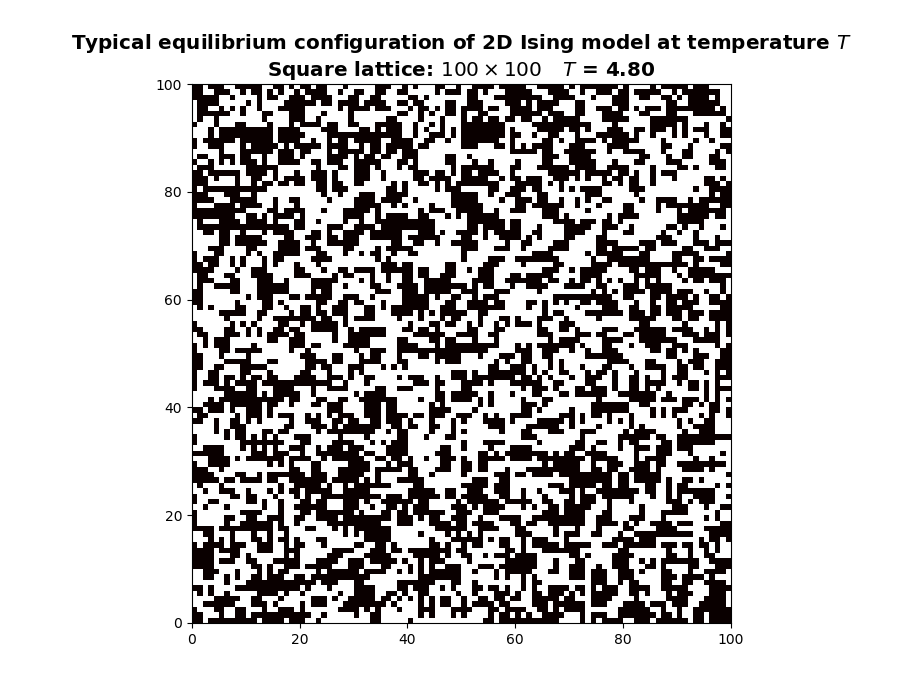 Typical equilibrium configuration of 2D Ising model at temperature T
Square lattice: 100 × 100 T = 4.80
100
80
60
40
20
0
0 20 40 60 80 100